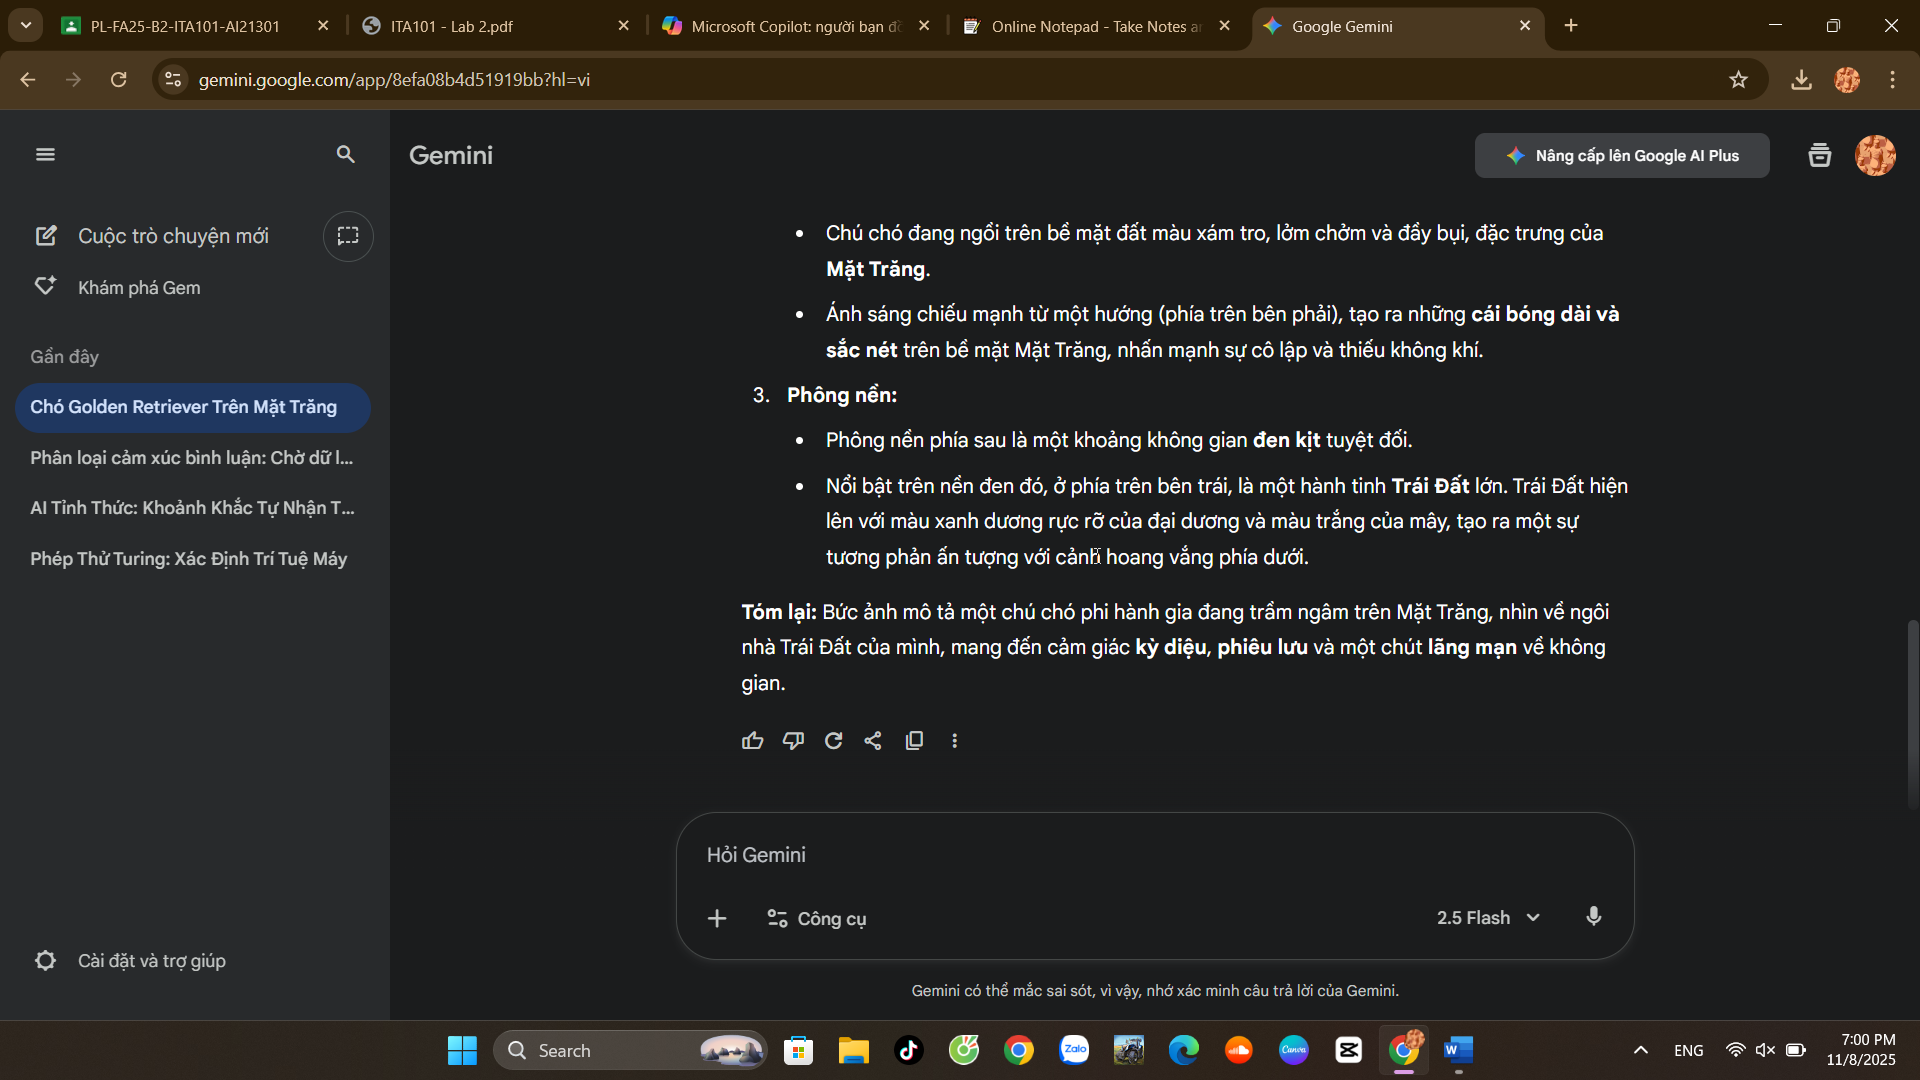 PL-FA25-B2-ITA101-AI21301
ITA101 - Lab 2.pdf
Microsoft Copilot: người bạn đồ
Online Notepad - Take Notes an
Google Gemini
gemini.google.com/app/8efa08b4d51919bb?hl=vi
Gemini
Nâng cấp lên Google AI Plus
Cuộc trò chuyện mới
Khám phá Gem
Gần đây
Chó Golden Retriever Trên Mặt Trăng
Phân loại cảm xúc bình luận: Chờ dữ l...
AI Tỉnh Thức: Khoảnh Khắc Tự Nhận T...
Phép Thử Turing: Xác Định Trí Tuệ Máy
Cài đặt và trợ giúp
• Chú chó đang ngồi trên bề mặt đất màu xám tro, lởm chởm và đầy bụi, đặc trưng của
Mặt Trăng.
• Ánh sáng chiếu mạnh từ một hướng (phía trên bên phải), tạo ra những cái bóng dài và
sắc nét trên bề mặt Mặt Trăng, nhấn mạnh sự cô lập và thiếu không khí.
3. Phông nền:
• Phông nền phía sau là một khoảng không gian đen kịt tuyệt đối.
• Nổi bật trên nền đen đó, ở phía trên bên trái, là một hành tinh Trái Đất lớn. Trái Đất hiện
lên với màu xanh dương rực rỡ của đại dương và màu trắng của mây, tạo ra một sự
tương phản ấn tượng với cảnh hoang vắng phía dưới.
Tóm lại: Bức ảnh mô tả một chú chó phi hành gia đang trầm ngâm trên Mặt Trăng, nhìn về ngôi
nhà Trái Đất của mình, mang đến cảm giác kỳ diệu, phiêu lưu và một chút lãng mạn về không
gian.
Hỏi Gemini
Công cụ
2.5 Flash
Gemini có thể mắc sai sót, vì vậy, nhớ xác minh câu trả lời của Gemini.
Search
Zalo
Canva
W
ENG
7:00 PM
11/8/2025